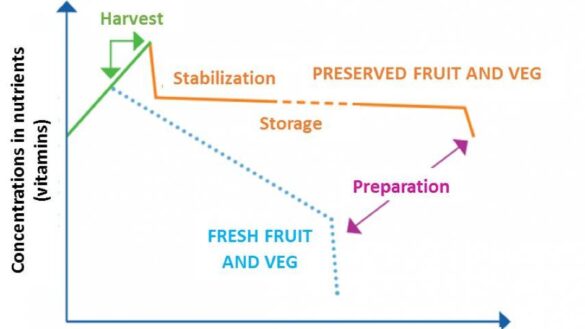 Harvest
Stabilization
PRESERVED FRUIT AND VEG
Storage
Concentrations in nutrients
(vitamins)
Preparation
FRESH FRUIT
AND VEG